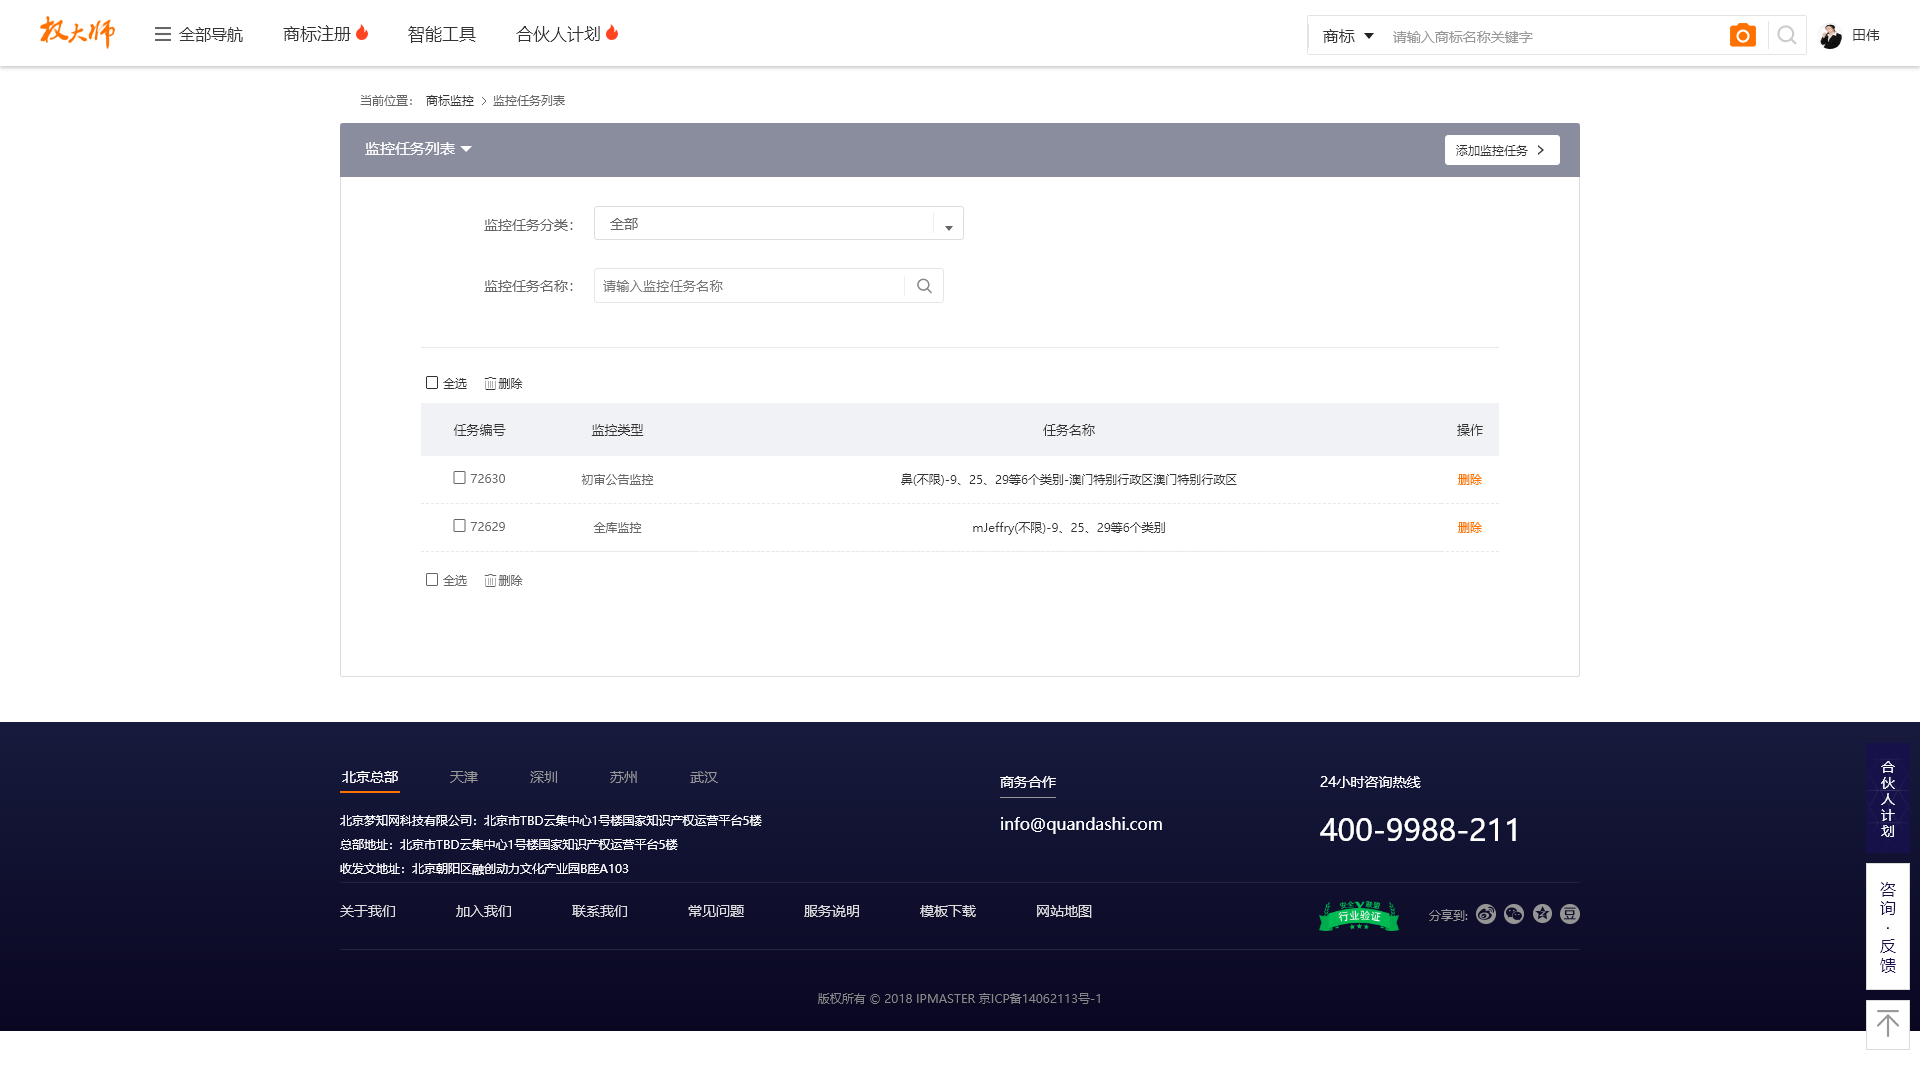 权大师 全部导航 商标注册 智能工具 合伙人计划 商标 请输入商标名称关键字 田伟
当前位置： 商标监控 > 监控任务列表
监控任务列表 添加监控任务 >
监控任务分类： 全部
监控任务名称： 请输入监控任务名称
全选 删除
任务编号 监控类型 任务名称 操作
72630 初审公告监控 鼻(不限)-9、25、29等6个类别-澳门特别行政区澳门特别行政区 删除
72629 全库监控 mJeffry(不限)-9、25、29等6个类别 删除
全选 删除
北京总部 天津 深圳 苏州 武汉
北京梦知网科技有限公司：北京市TBD云集中心1号楼国家知识产权运营平台5楼
总部地址：北京市TBD云集中心1号楼国家知识产权运营平台5楼
收发文地址：北京朝阳区融创动力文化产业园B座A103
商务合作
info@quandashi.com
24小时咨询热线
400-9988-211
关于我们 加入我们 联系我们 常见问题 服务说明 模板下载 网站地图
安全联盟
行业验证
分享到:
豆
版权所有 © 2018 IPMASTER 京ICP备14062113号-1
合伙人计划
咨询·反馈